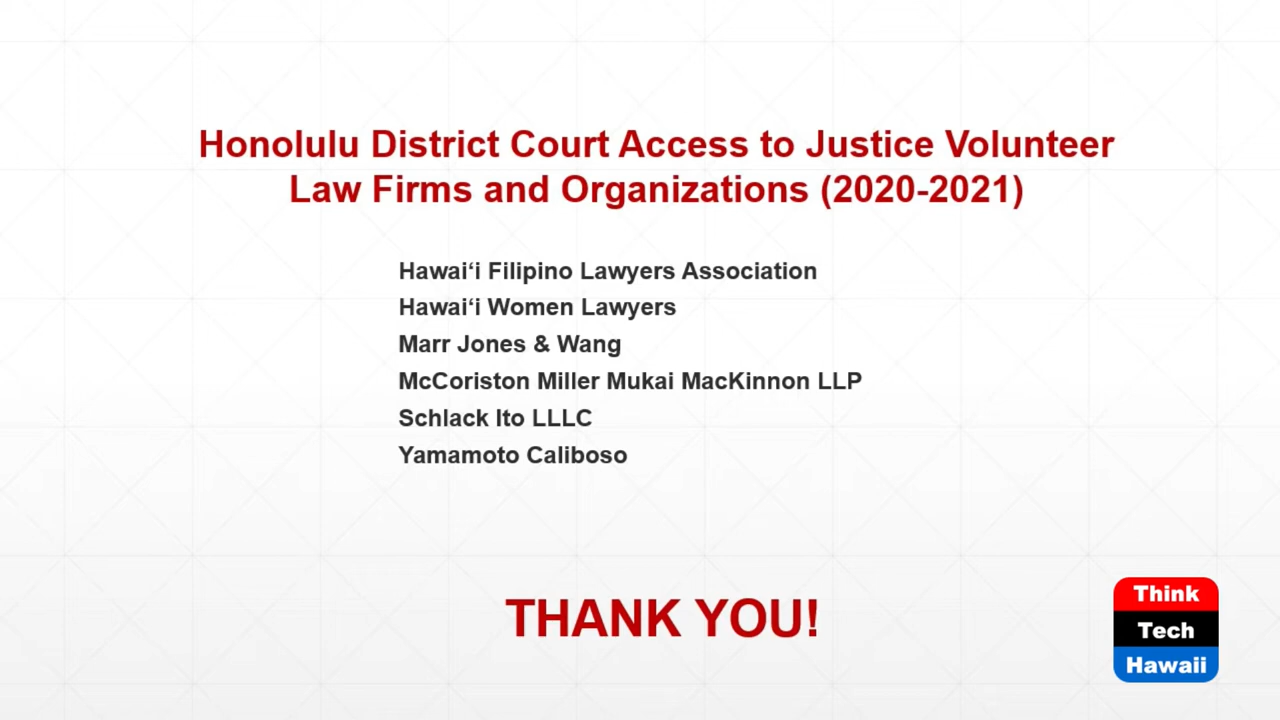 Honolulu District Court Access to Justice Volunteer
Law Firms and Organizations (2020-2021)
Hawai‘i Filipino Lawyers Association
Hawai‘i Women Lawyers
Marr Jones & Wang
McCoriston Miller Mukai MacKinnon LLP
Schlack Ito LLLC
Yamamoto Caliboso
THANK YOU!
Think
Tech
Hawaii